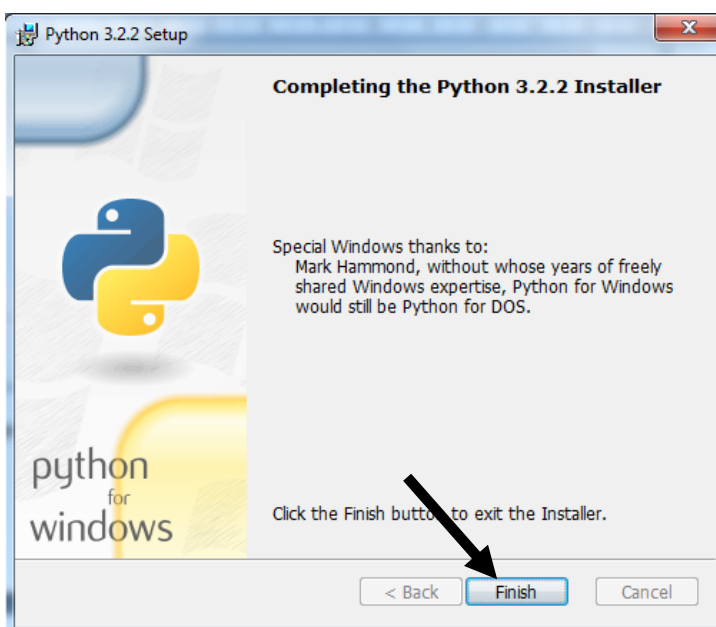 Python 3.2.2 Setup
x
Completing the Python 3.2.2 Installer
Special Windows thanks to:
Mark Hammond, without whose years of freely
shared Windows expertise, Python for Windows
would still be Python for DOS.
python
for
windows
Click the Finish button to exit the Installer.
< Back
Finish
Cancel